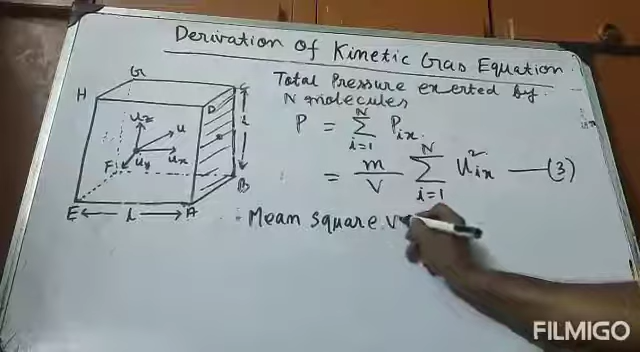 Derivation of Kinetic Gas Equation.
Total Pressure exerted by
N molecules
P = N∑i=1 Pix.
= m/V N∑i=1 u²ix —(3)
Mean square v
G
H
C
D
l
uz
u
ux
uy
F
B
E
l
A
FILMIGO